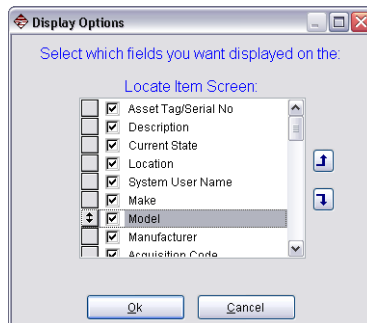 Display Options
Select which fields you want displayed on the:
Locate Item Screen:
Asset Tag/Serial No
Description
Current State
Location
System User Name
Make
Model
Manufacturer
Acquisition Code
Ok
Cancel